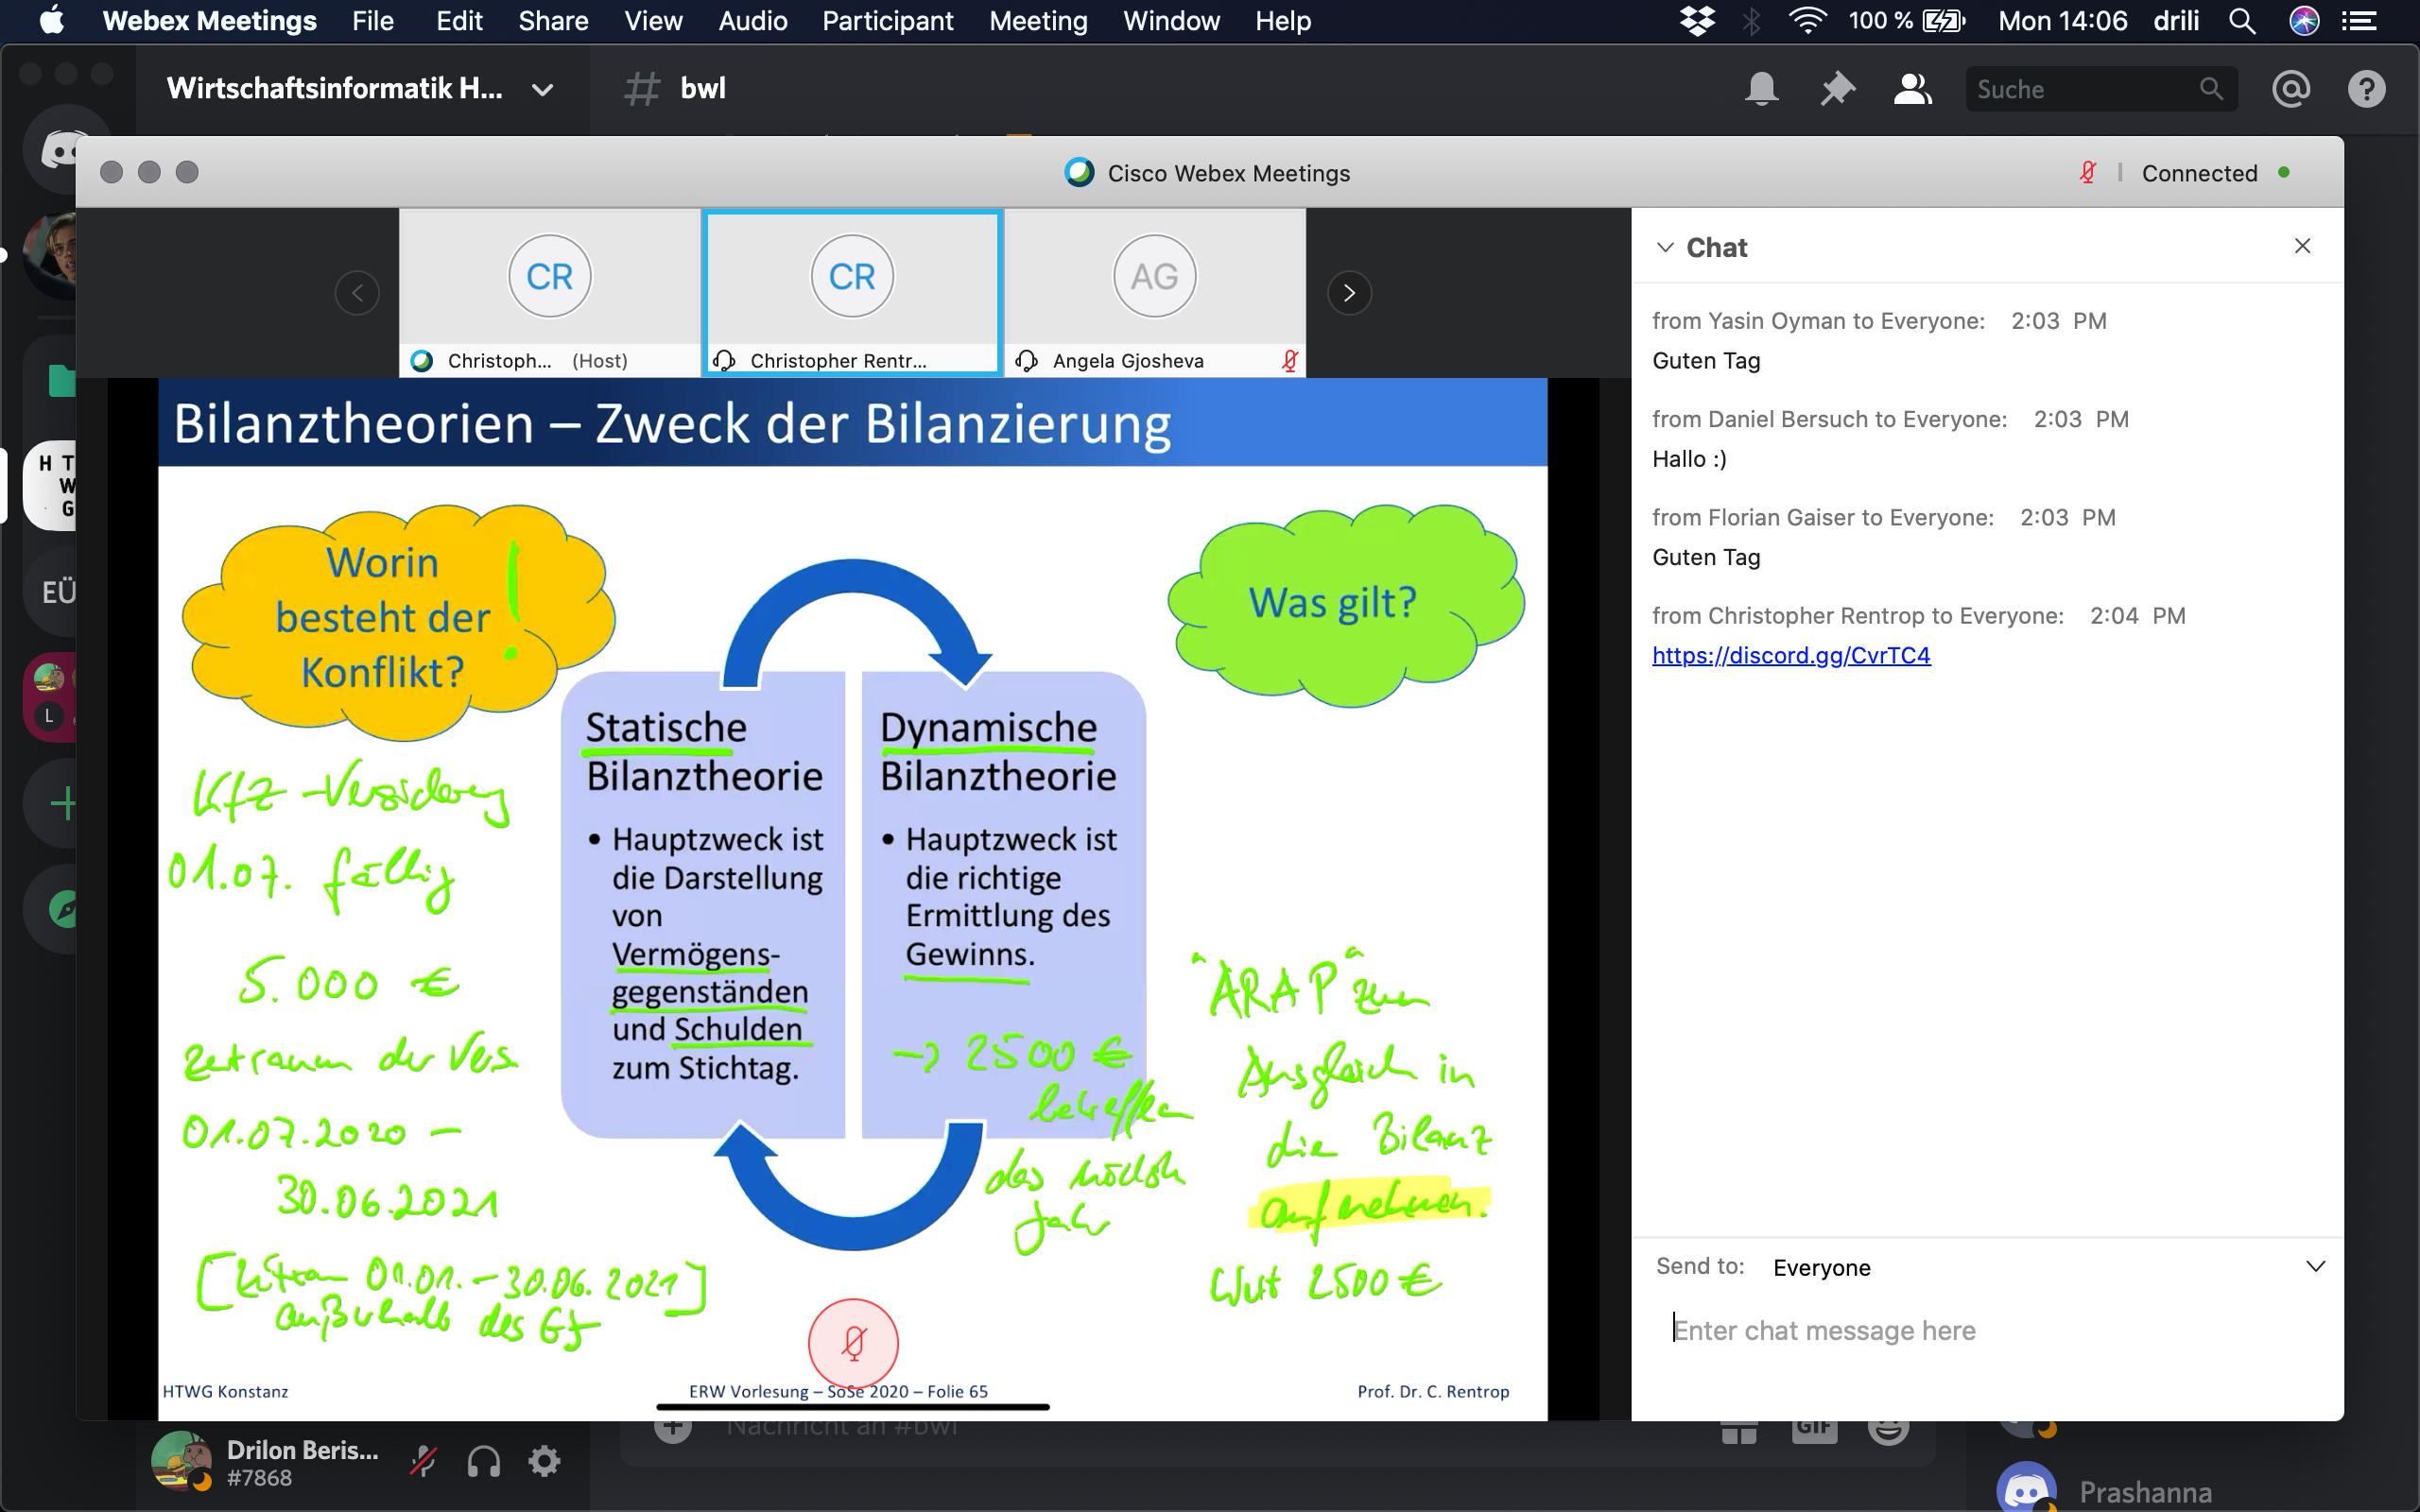 Webex Meetings File Edit Share View Audio Participant Meeting Window Help
100 % Mon 14:06 drili
Wirtschaftsinformatik H...
# bwl
Suche
Cisco Webex Meetings
Connected
CR
CR
AG
Christoph... (Host)
Christopher Rentr...
Angela Gjosheva
H T
W
G
EÜ
L
Bilanztheorien – Zweck der Bilanzierung
Worin
besteht der
Konflikt?
!
Was gilt?
Statische
Bilanztheorie
• Hauptzweck ist
die Darstellung
von
Vermögens-
gegenständen
und Schulden
zum Stichtag.
Dynamische
Bilanztheorie
• Hauptzweck ist
die richtige
Ermittlung des
Gewinns.
→ 2500 €
betreffen
das nächste
Jahr
Kfz-Versicherung
01.07. fällig
5.000 €
Zeitraum der Vers
01.07.2020 –
30.06.2021
[Zeitraum 01.01. – 30.06.2021]
außerhalb des GJ
"ARAP" zum
Ausgleich in
die Bilanz
aufnehmen.
Wert 2500 €
HTWG Konstanz
ERW Vorlesung – SoSe 2020 – Folie 65
Prof. Dr. C. Rentrop
Chat
from Yasin Oyman to Everyone: 2:03 PM
Guten Tag
from Daniel Bersuch to Everyone: 2:03 PM
Hallo :)
from Florian Gaiser to Everyone: 2:03 PM
Guten Tag
from Christopher Rentrop to Everyone: 2:04 PM
https://discord.gg/CvrTC4
Send to: Everyone
Enter chat message here
Nachricht an #bwl
GIF
Drilon Beris...
#7868
Prashanna